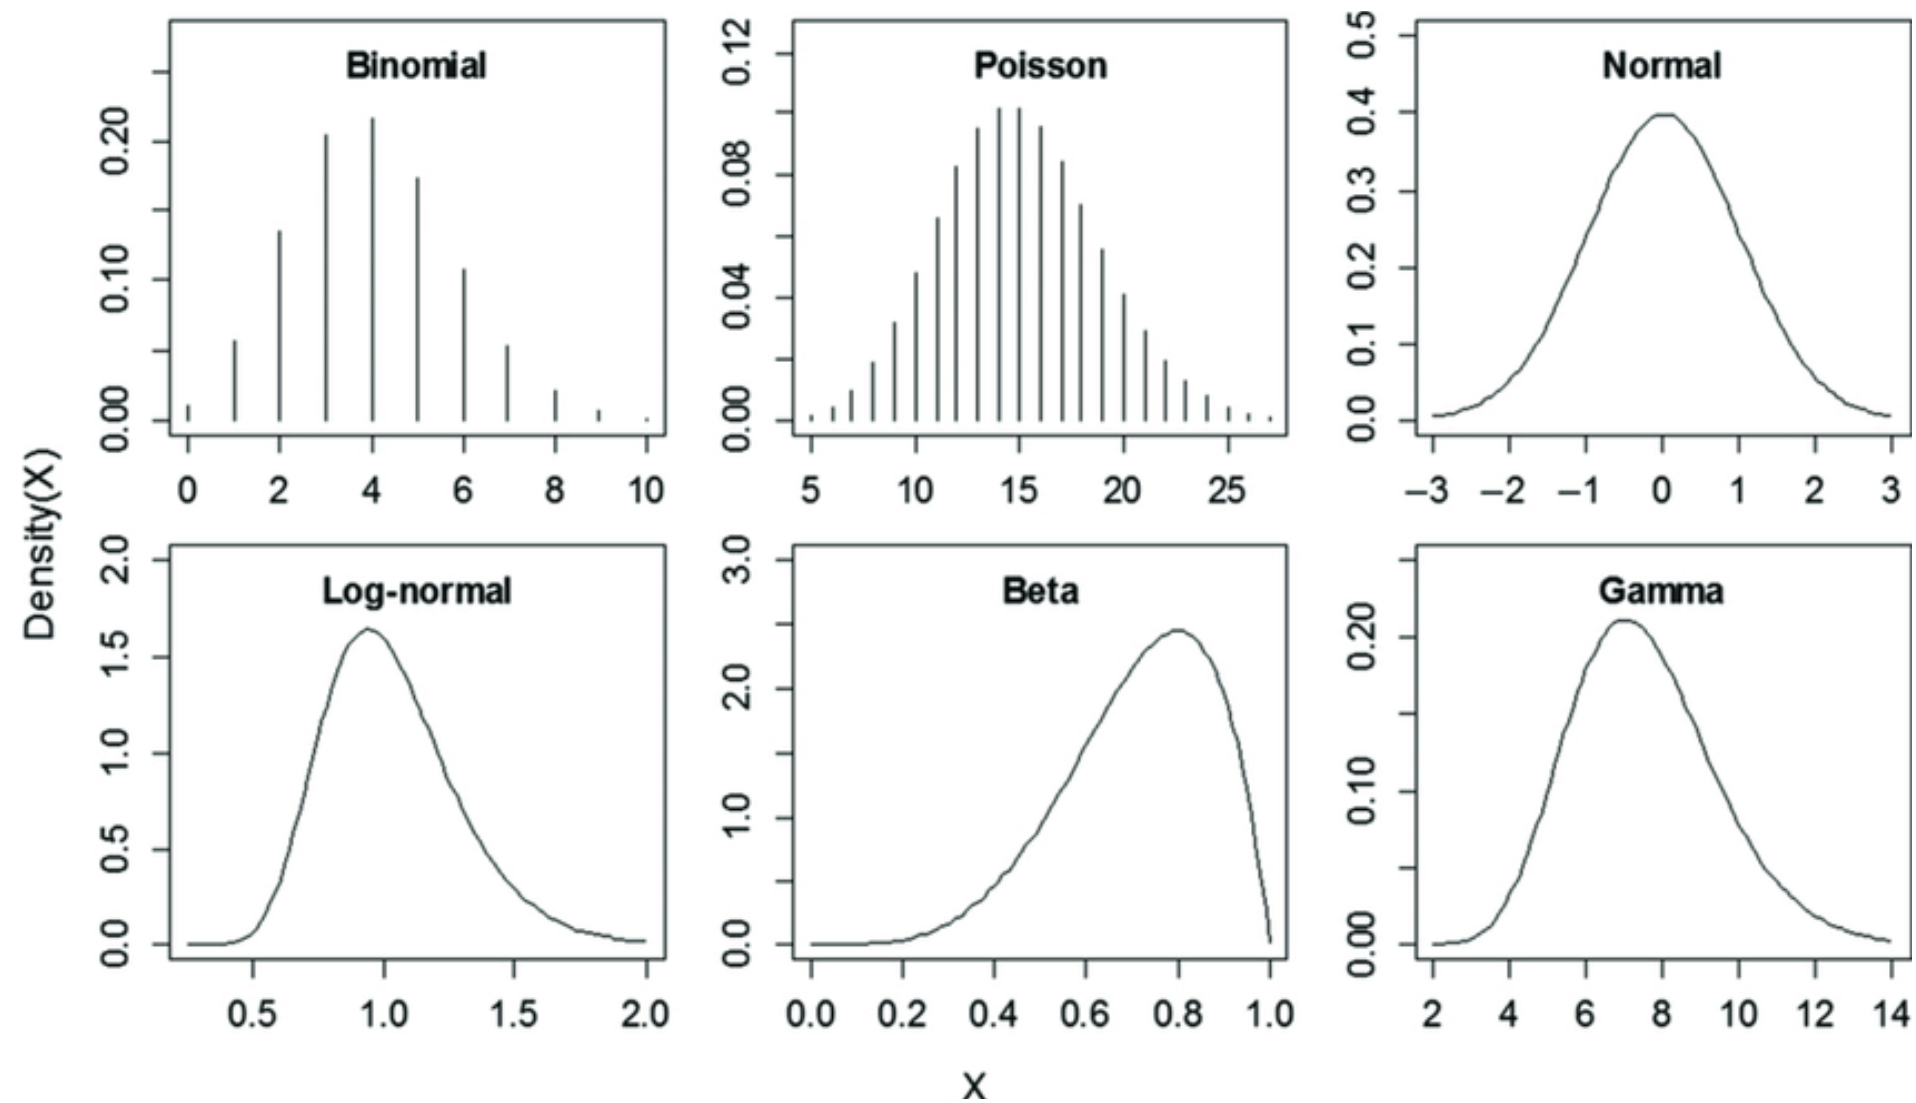 Density(X)
Binomial
0.00 0.10 0.20
0 2 4 6 8 10
Poisson
0.00 0.04 0.08 0.12
5 10 15 20 25
Normal
0.0 0.1 0.2 0.3 0.4 0.5
–3 –2 –1 0 1 2 3
Log-normal
0.0 0.5 1.0 1.5 2.0
0.5 1.0 1.5 2.0
Beta
0.0 1.0 2.0 3.0
0.0 0.2 0.4 0.6 0.8 1.0
Gamma
0.00 0.10 0.20
2 4 6 8 10 12 14
X